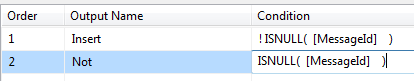 Order Output Name Condition
1 Insert !ISNULL( [MessageId] )
2 Not ISNULL( [MessageId] )